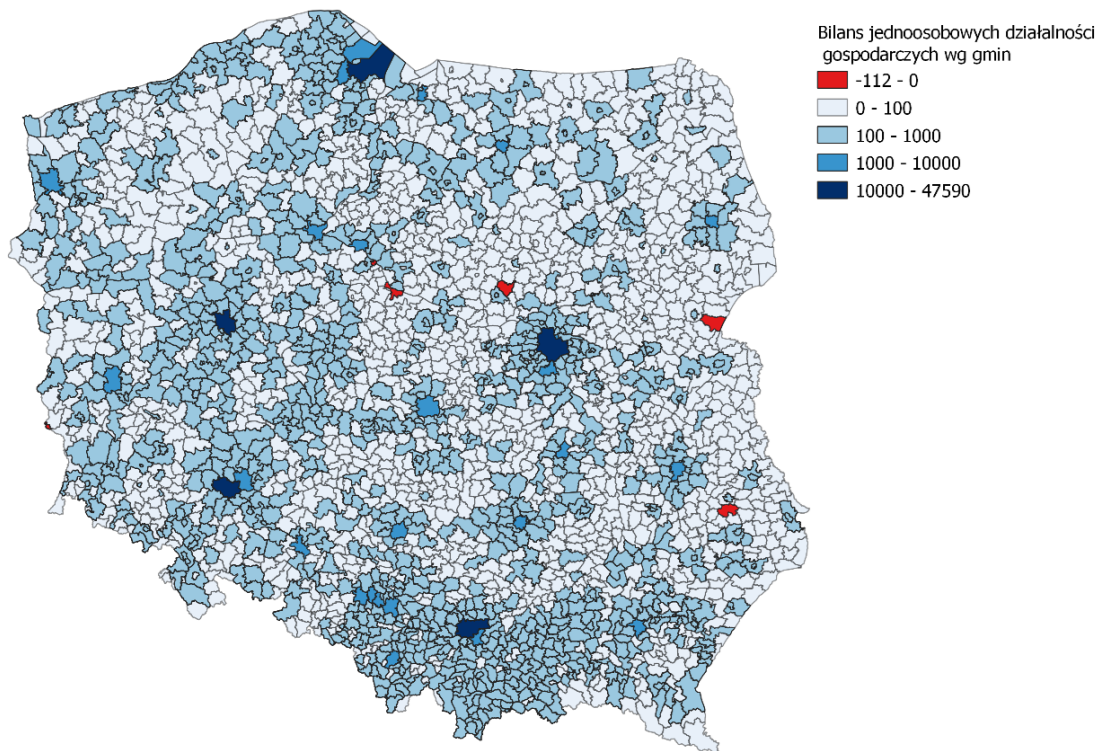 Bilans jednoosobowych działalności
gospodarczych wg gmin
-112 - 0
0 - 100
100 - 1000
1000 - 10000
10000 - 47590